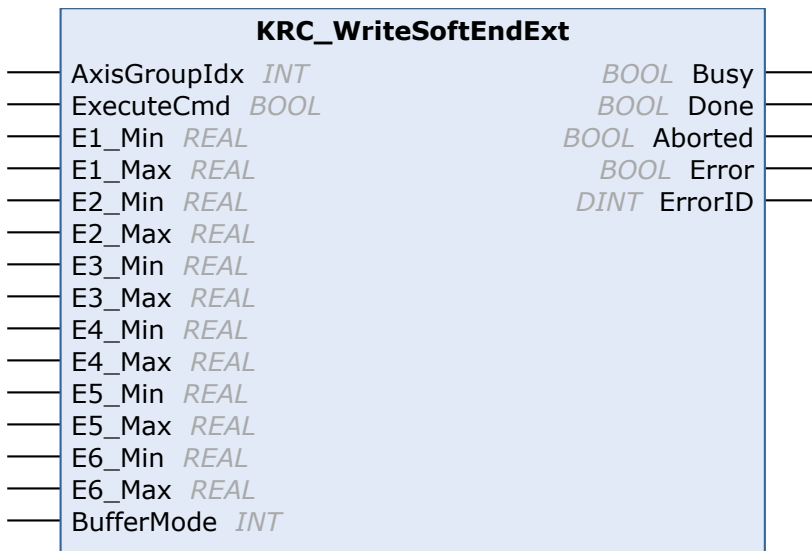 KRC_WriteSoftEndExt
AxisGroupIdx INT BOOL Busy
ExecuteCmd BOOL BOOL Done
E1_Min REAL BOOL Aborted
E1_Max REAL BOOL Error
E2_Min REAL DINT ErrorID
E2_Max REAL
E3_Min REAL
E3_Max REAL
E4_Min REAL
E4_Max REAL
E5_Min REAL
E5_Max REAL
E6_Min REAL
E6_Max REAL
BufferMode INT